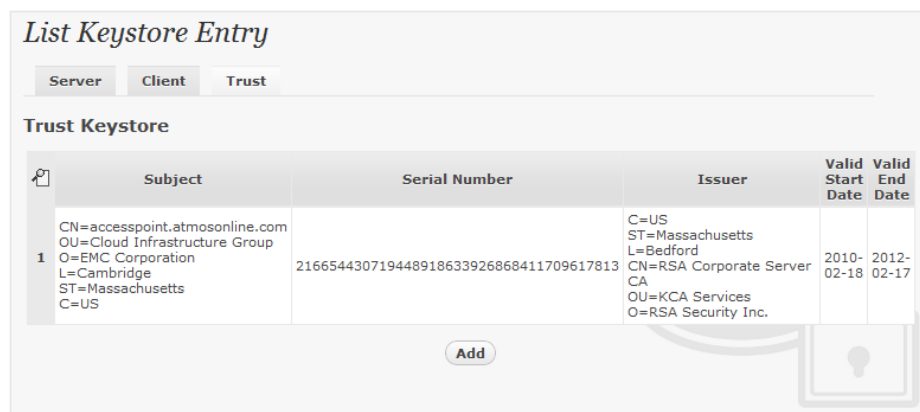 List Keystore Entry
Server Client Trust
Trust Keystore
Subject Serial Number Issuer Valid Start Date Valid End Date
1
CN=accesspoint.atmosonline.com
OU=Cloud Infrastructure Group
O=EMC Corporation
L=Cambridge
ST=Massachusetts
C=US
216654430719448918633926868411709617813
C=US
ST=Massachusetts
L=Bedford
CN=RSA Corporate Server
CA
OU=KCA Services
O=RSA Security Inc.
2010-
02-18
2012-
02-17
Add